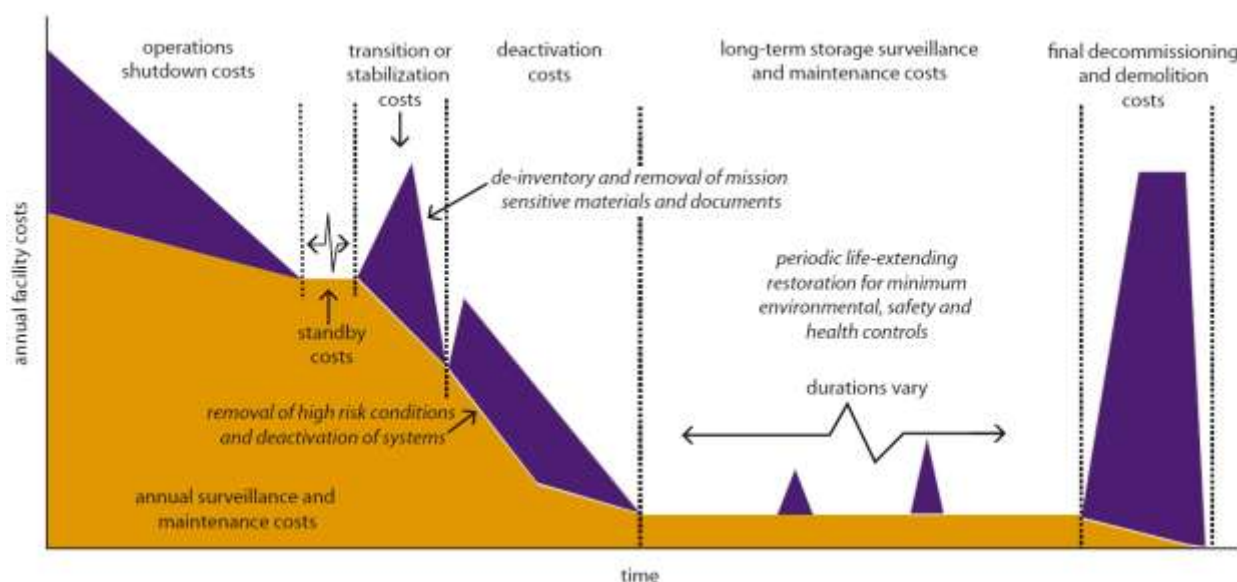 operations
shutdown costs
transition or
stabilization
costs
deactivation
costs
long-term storage surveillance
and maintenance costs
final decommissioning
and demolition
costs
de-inventory and removal of mission
sensitive materials and documents
periodic life-extending
restoration for minimum
environmental, safety and
health controls
standby
costs
durations vary
removal of high risk conditions
and deactivation of systems
annual surveillance and
maintenance costs
annual facility costs
time